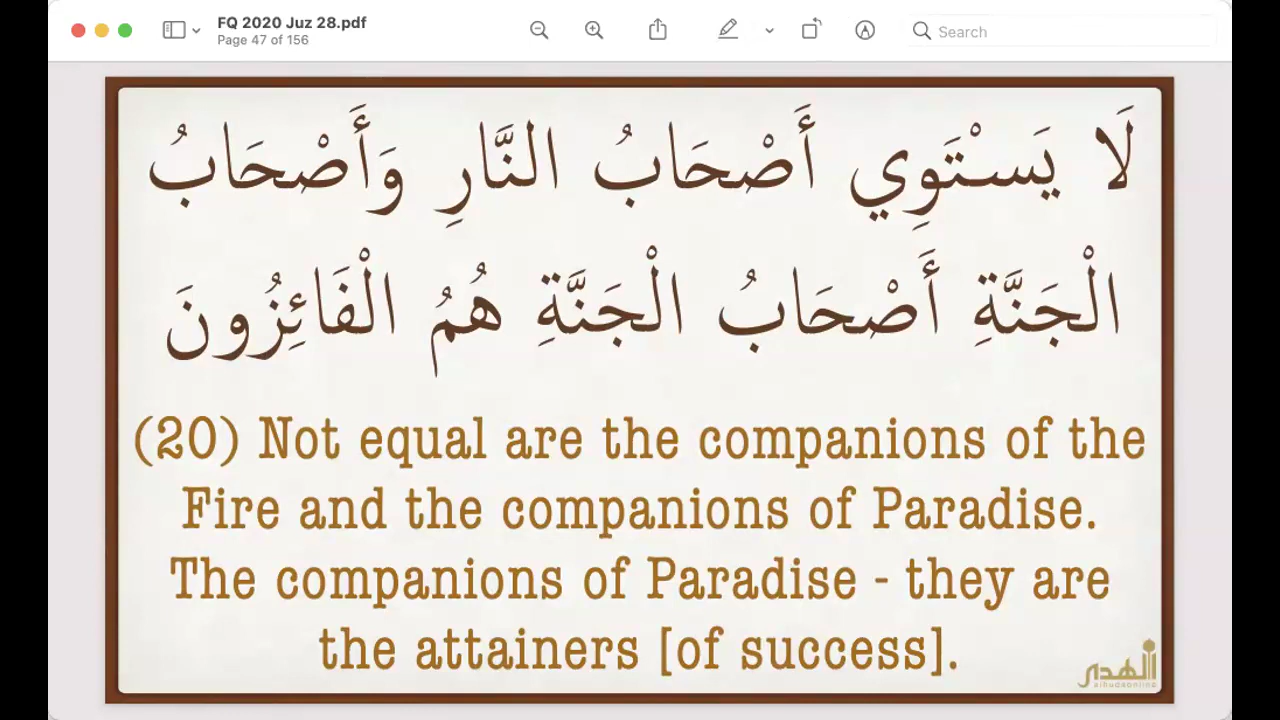 FQ 2020 Juz 28.pdf
Page 47 of 156
Search
لَا يَسْتَوِي أَصْحَابُ النَّارِ وَأَصْحَابُ
الْجَنَّةِ أَصْحَابُ الْجَنَّةِ هُمُ الْفَائِزُونَ
(20) Not equal are the companions of the
Fire and the companions of Paradise.
The companions of Paradise - they are
the attainers [of success].
الهدى
alhudaonline